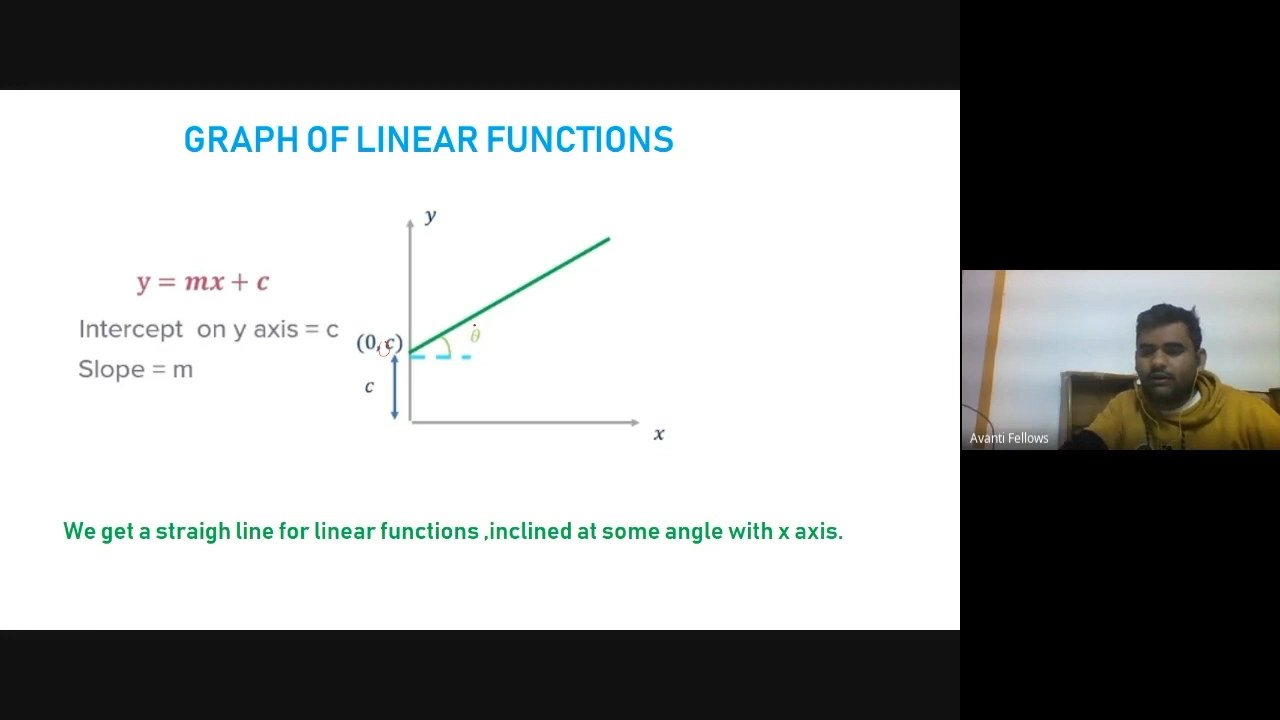 GRAPH OF LINEAR FUNCTIONS
y
y = mx + c
Intercept on y axis = c
(0, c)
θ
Slope = m
c
x
Avanti Fellows
We get a straigh line for linear functions ,inclined at some angle with x axis.